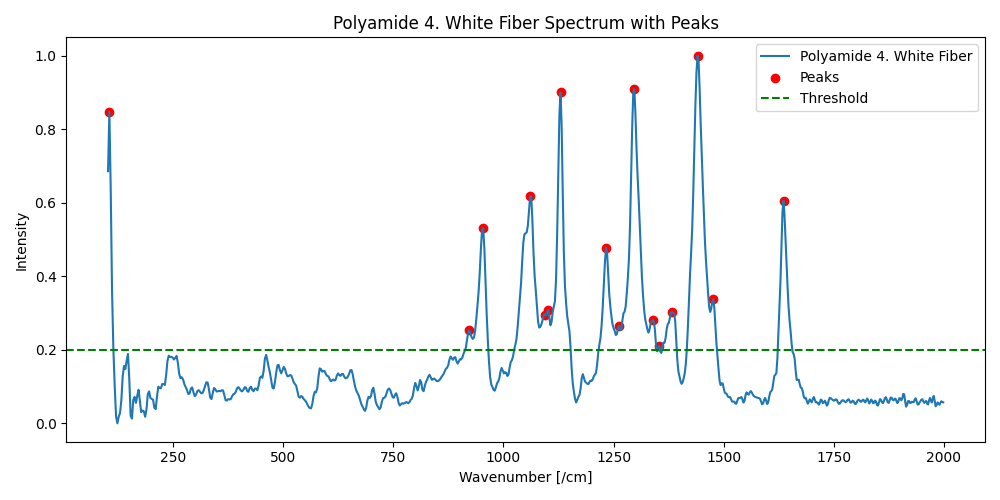 Polyamide 4. White Fiber Spectrum with Peaks
Polyamide 4. White Fiber
Peaks
Threshold
Intensity
1.0
0.8
0.6
0.4
0.2
0.0
250 500 750 1000 1250 1500 1750 2000
Wavenumber [/cm]